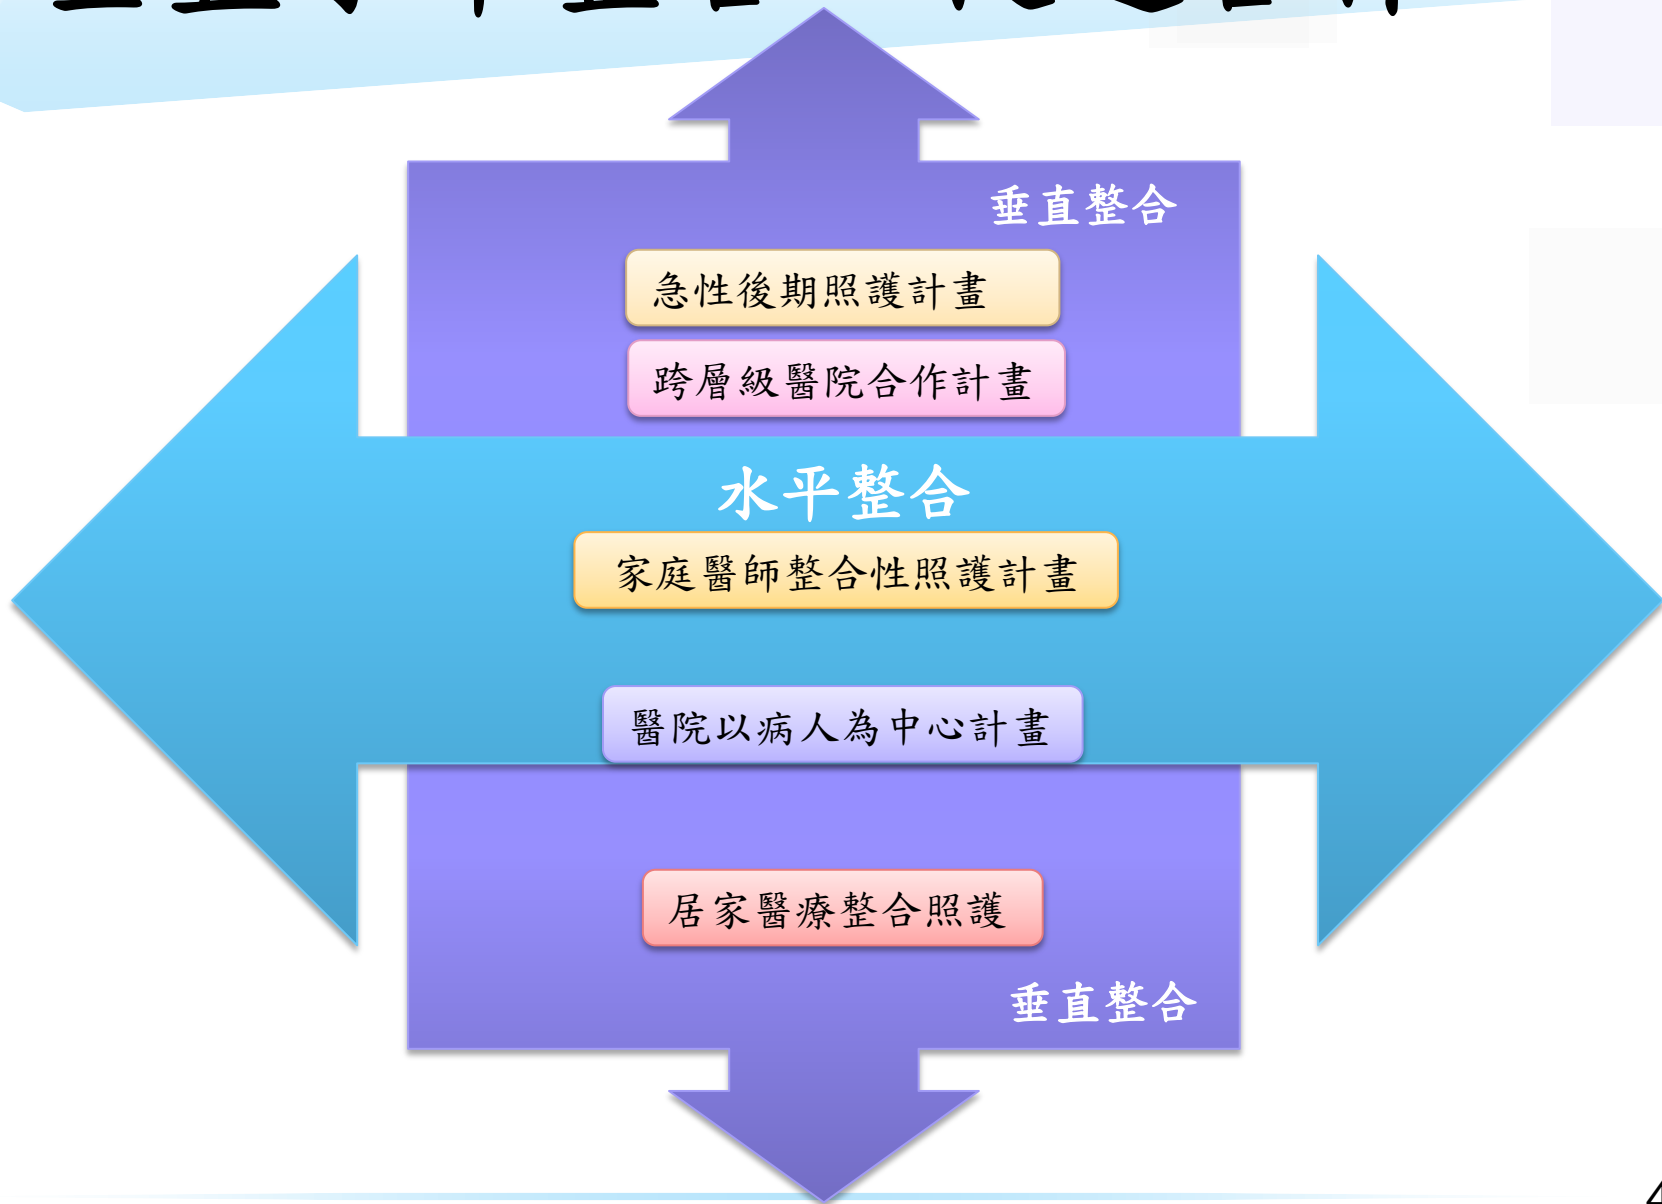 垂直整合
急性後期照護計畫
跨層級醫院合作計畫
水平整合
家庭醫師整合性照護計畫
醫院以病人為中心計畫
居家醫療整合照護
垂直整合